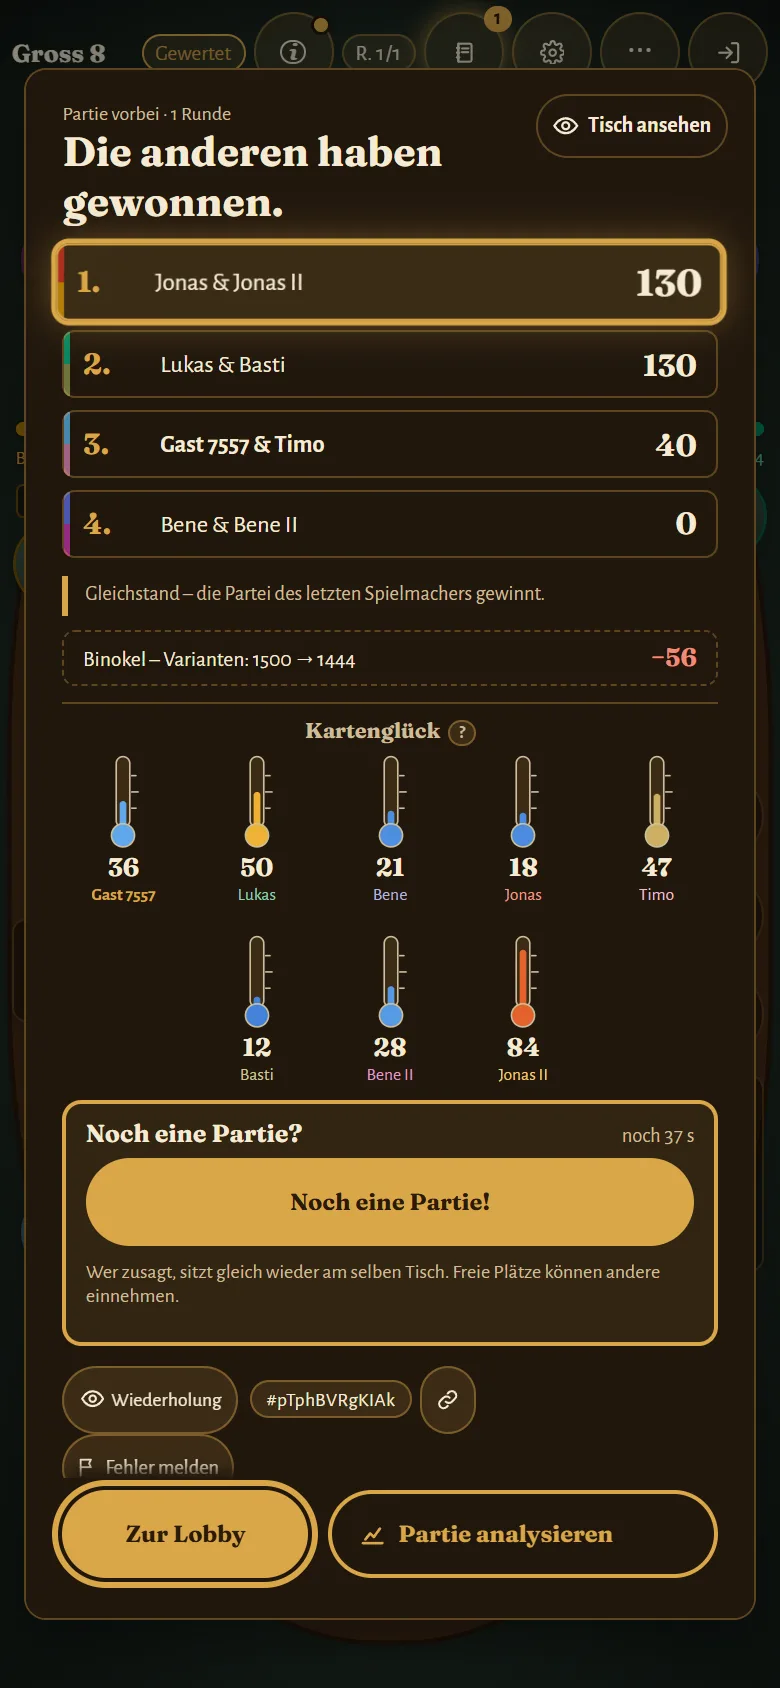 Gross 8
Gewertet
R. 1/1
1
Partie vorbei · 1 Runde
Tisch ansehen
Die anderen haben
gewonnen.
1. Jonas & Jonas II 130
2. Lukas & Basti 130
3. Gast 7557 & Timo 40
4. Bene & Bene II 0
B
4
Gleichstand – die Partei des letzten Spielmachers gewinnt.
Binokel – Varianten: 1500 → 1444 −56
Kartenglück ?
36 50 21 18 47
Gast 7557 Lukas Bene Jonas Timo
12 28 84
Basti Bene II Jonas II
Noch eine Partie? noch 37 s
Noch eine Partie!
Wer zusagt, sitzt gleich wieder am selben Tisch. Freie Plätze können andere
einnehmen.
Wiederholung #pTphBVRgKIAk
Fehler melden
Zur Lobby Partie analysieren